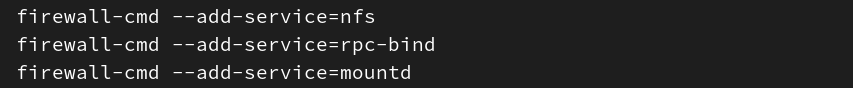 firewall-cmd --add-service=nfs
firewall-cmd --add-service=rpc-bind
firewall-cmd --add-service=mountd